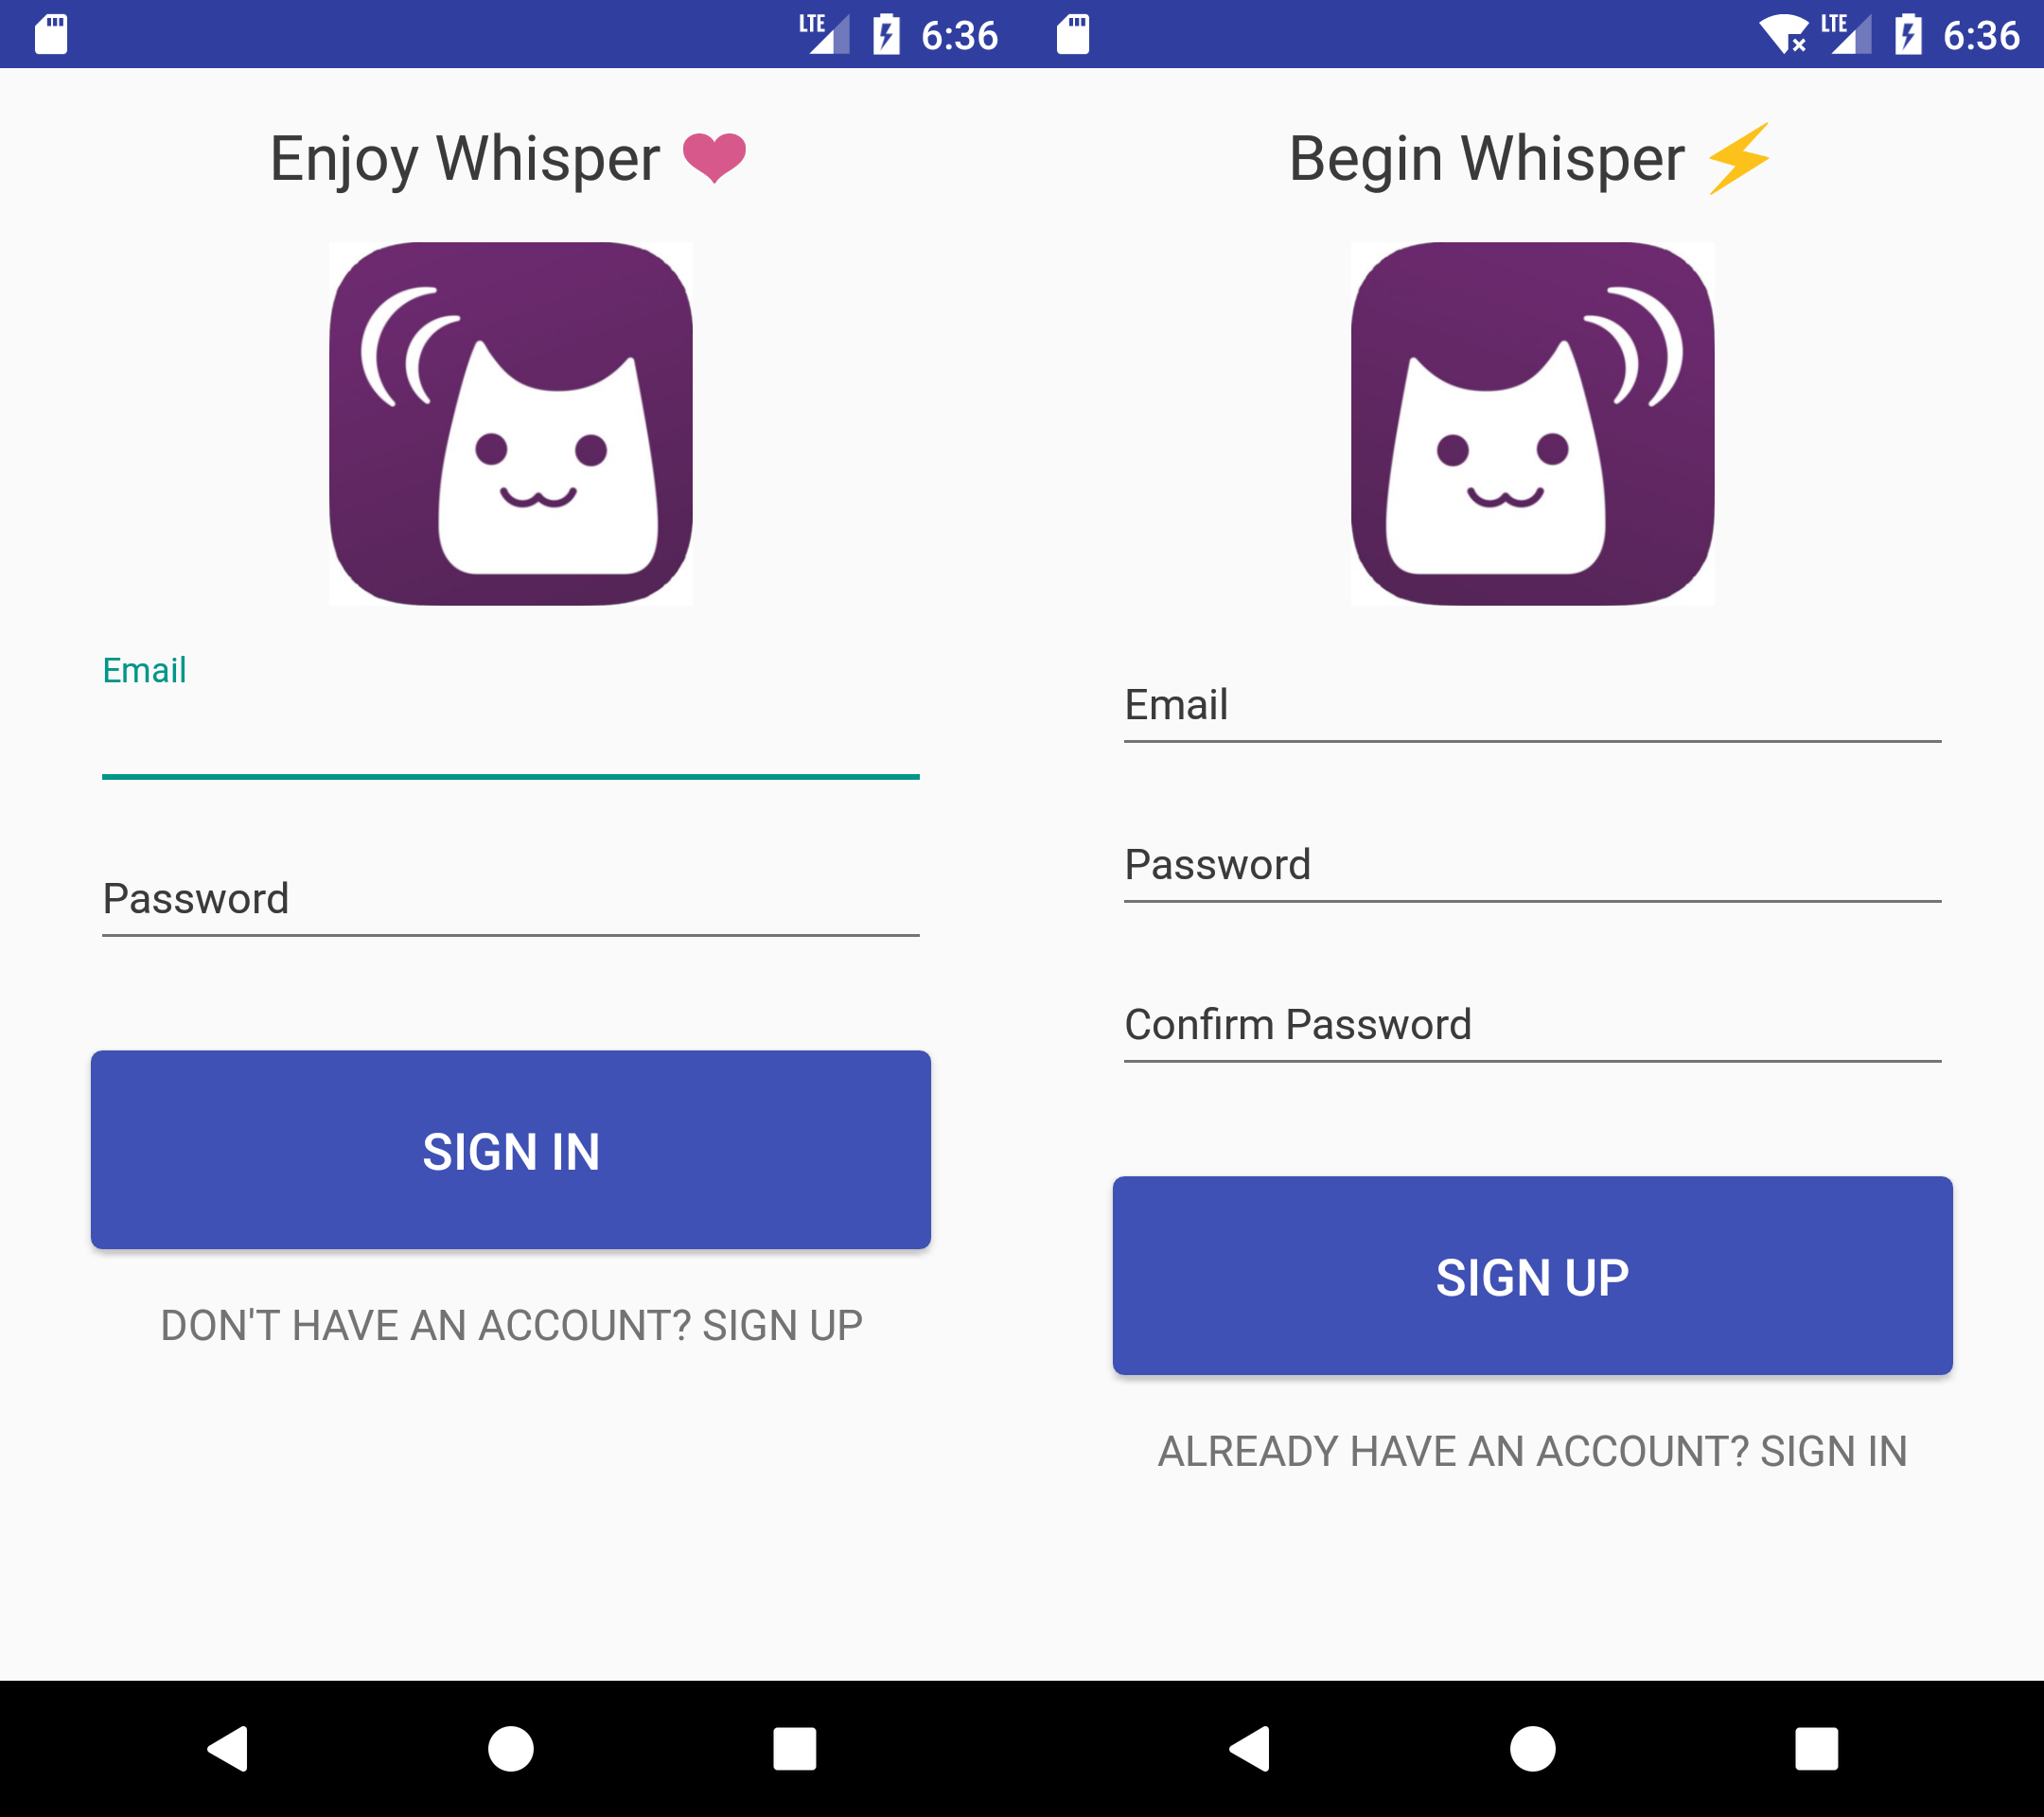 LTE 6:36
Enjoy Whisper ❤
Email
Password
SIGN IN
DON'T HAVE AN ACCOUNT? SIGN UP
LTE 6:36
Begin Whisper ⚡
Email
Password
Confirm Password
SIGN UP
ALREADY HAVE AN ACCOUNT? SIGN IN